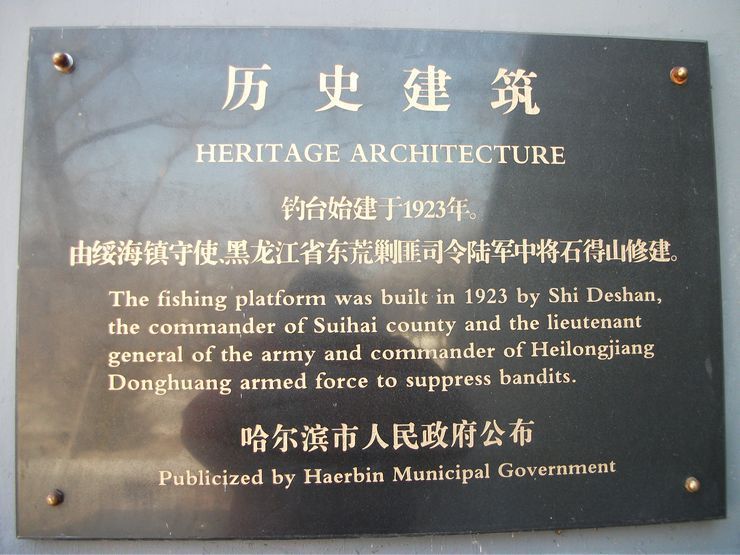 历史建筑
HERITAGE ARCHITECTURE
钓台始建于1923年。
由绥海镇守使、黑龙江省东荒剿匪司令陆军中将石得山修建。
The fishing platform was built in 1923 by Shi Deshan,
the commander of Suihai county and the lieutenant
general of the army and commander of Heilongjiang
Donghuang armed force to suppress bandits.
哈尔滨市人民政府公布
Publicized by Haerbin Municipal Government